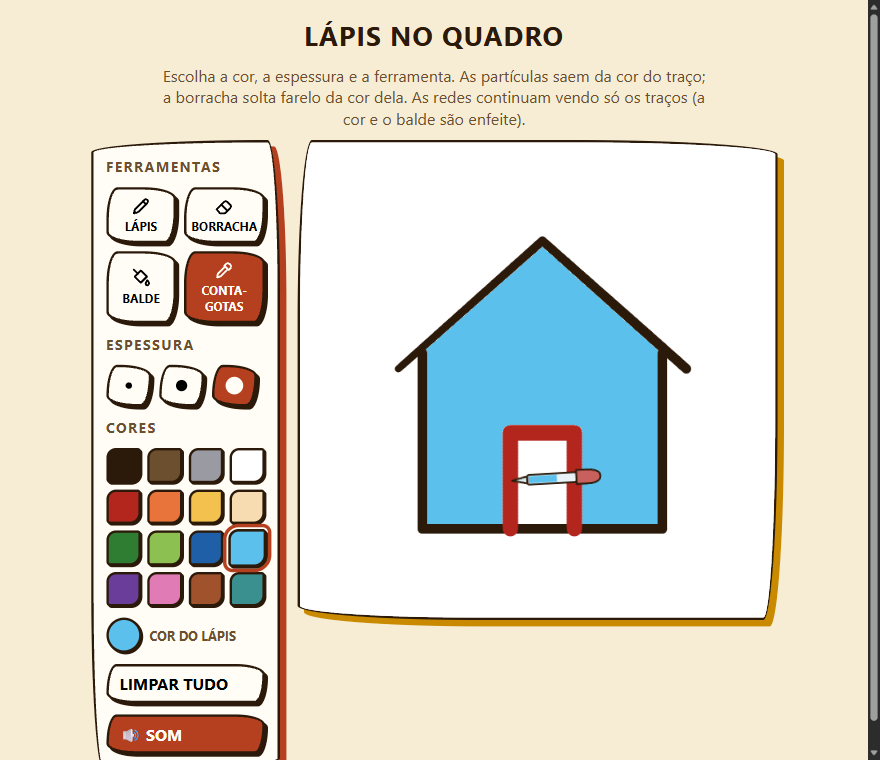 LÁPIS NO QUADRO
Escolha a cor, a espessura e a ferramenta. As partículas saem da cor do traço;
a borracha solta farelo da cor dela. As redes continuam vendo só os traços (a
cor e o balde são enfeite).
FERRAMENTAS
LÁPIS
BORRACHA
BALDE
CONTA-
GOTAS
ESPESSURA
CORES
COR DO LÁPIS
LIMPAR TUDO
SOM